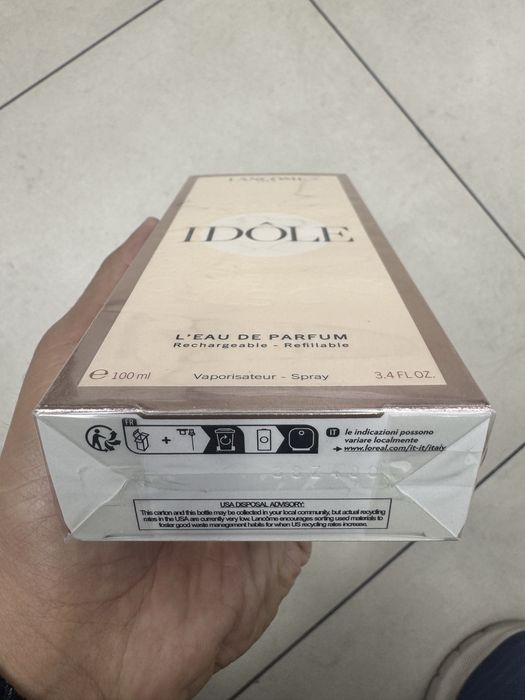 LANCÔME
IDÔLE
L'EAU DE PARFUM
Rechargeable - Refillable
℮ 100 ml Vaporisateur - Spray 3.4 FL OZ.
FR
+
IT le indicazioni possono
variare localmente
www.loreal.com/it-it/italy
USA DISPOSAL ADVISORY:
This carton and this bottle may be collected in your local community, but actual recycling
rates in the USA are currently very low. Lancôme encourages sorting used materials to
foster good waste management habits for when US recycling rates increase.